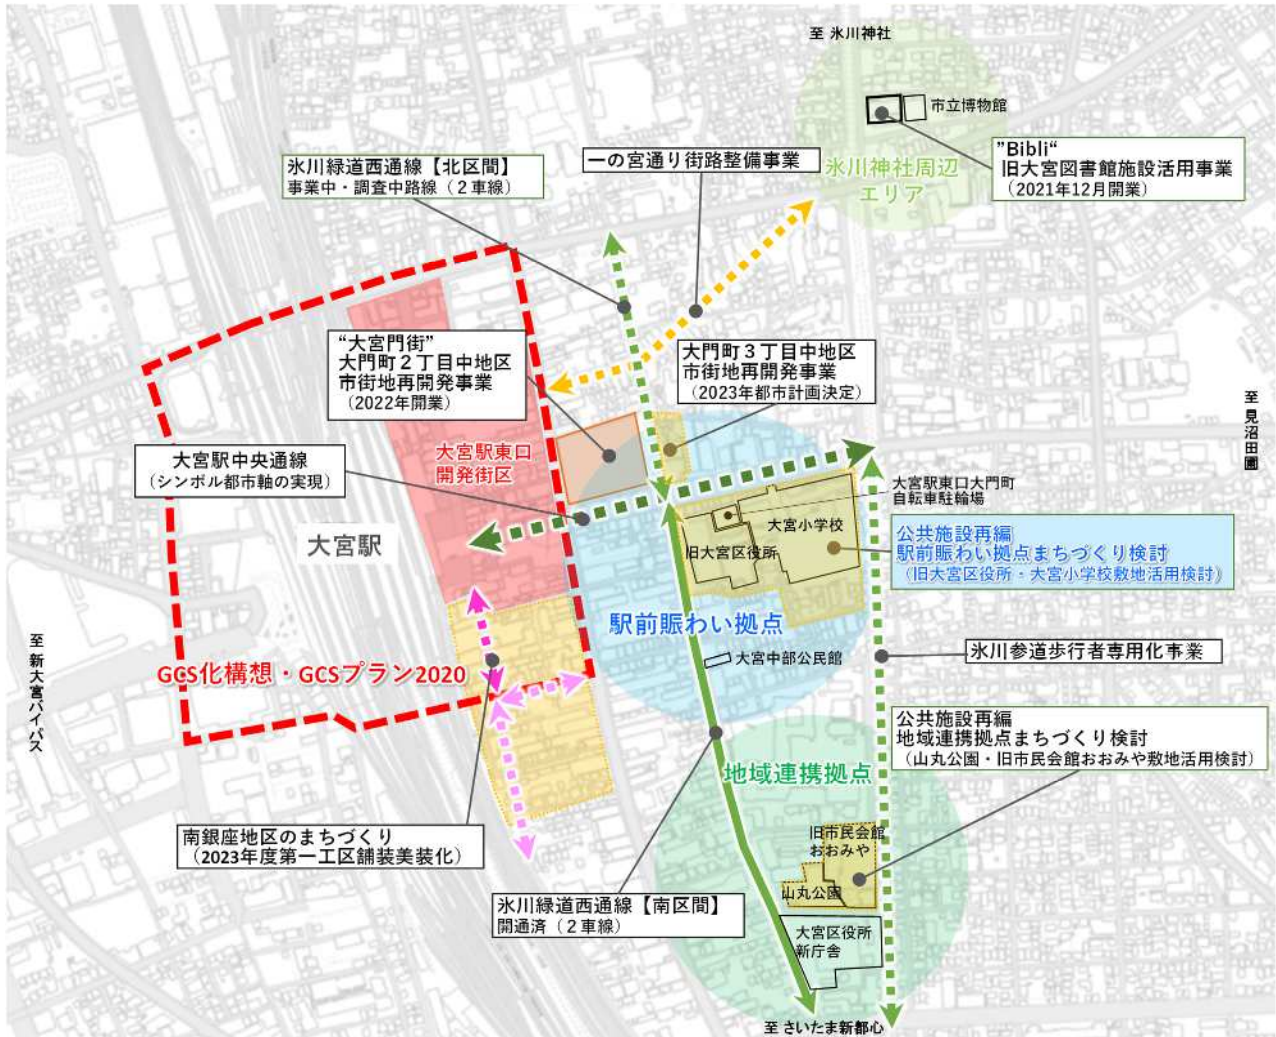 至 氷川神社
市立博物館
"Bibli“
旧大宮図書館施設活用事業
(2021年12月開業)
氷川神社周辺
エリア
氷川緑道西通線【北区間】
事業中・調査中路線（２車線）
一の宮通り街路整備事業
“大宮門街”
大門町２丁目中地区
市街地再開発事業
(2022年開業)
大門町３丁目中地区
市街地再開発事業
(2023年都市計画決定)
至 見沼田圃
大宮駅東口
開発街区
大宮駅中央通線
(シンボル都市軸の実現)
大宮駅
大宮駅東口大門町
自転車駐輪場
大宮小学校
旧大宮区役所
公共施設再編
駅前賑わい拠点まちづくり検討
(旧大宮区役所・大宮小学校敷地活用検討)
駅前賑わい拠点
大宮中部公民館
氷川参道歩行者専用化事業
至 新大宮バイパス
GCS化構想・GCSプラン2020
公共施設再編
地域連携拠点まちづくり検討
（山丸公園・旧市民会館おおみや敷地活用検討）
地域連携拠点
南銀座地区のまちづくり
（2023年度第一工区舗装美装化）
旧市民会館
おおみや
山丸公園
氷川緑道西通線【南区間】
開通済（２車線）
大宮区役所
新庁舎
至 さいたま新都心